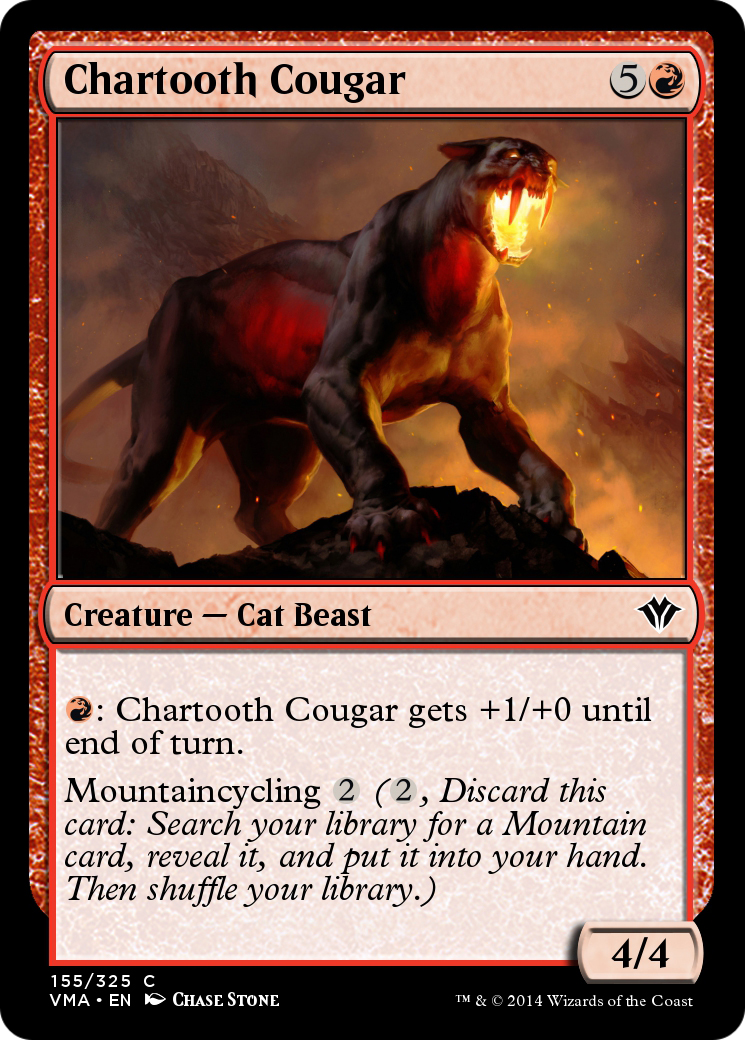 Chartooth Cougar 5
Creature — Cat Beast
: Chartooth Cougar gets +1/+0 until
end of turn.
Mountaincycling 2 (2, Discard this
card: Search your library for a Mountain
card, reveal it, and put it into your hand.
Then shuffle your library.)
4/4
155/325 C
VMA • EN Chase Stone
™ & © 2014 Wizards of the Coast